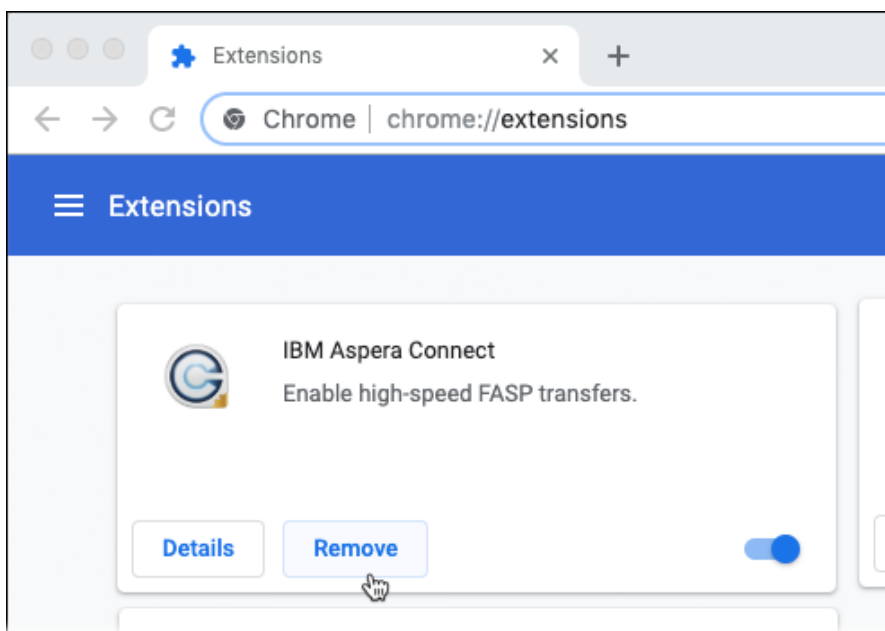 Extensions
Chrome | chrome://extensions
Extensions
IBM Aspera Connect
Enable high-speed FASP transfers.
Details
Remove